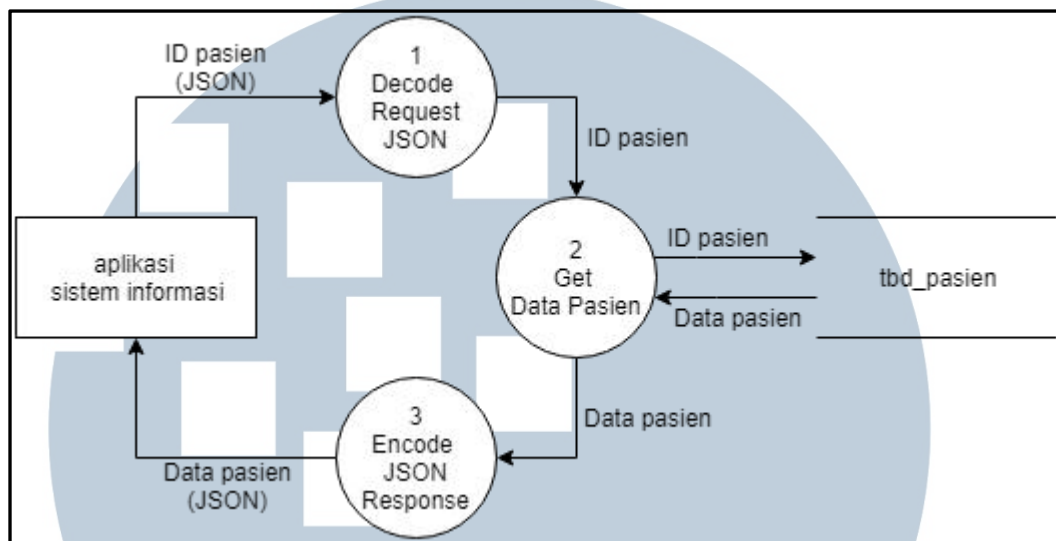 ID pasien
(JSON)
1
Decode
Request
JSON
ID pasien
aplikasi
sistem informasi
2
Get
Data Pasien
ID pasien
Data pasien
tbd_pasien
Data pasien
3
Encode
JSON
Response
Data pasien
(JSON)